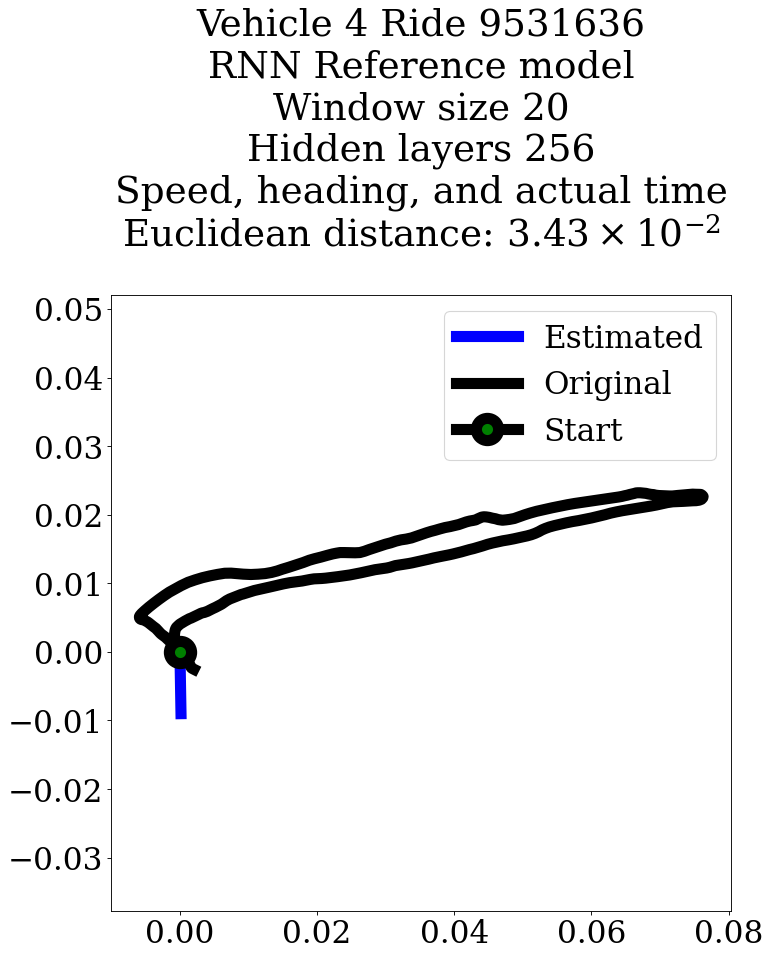 Vehicle 4 Ride 9531636
RNN Reference model
Window size 20
Hidden layers 256
Speed, heading, and actual time
Euclidean distance: 3.43 × 10⁻²
Estimated
Original
Start
0.05
0.04
0.03
0.02
0.01
0.00
−0.01
−0.02
−0.03
0.00 0.02 0.04 0.06 0.08